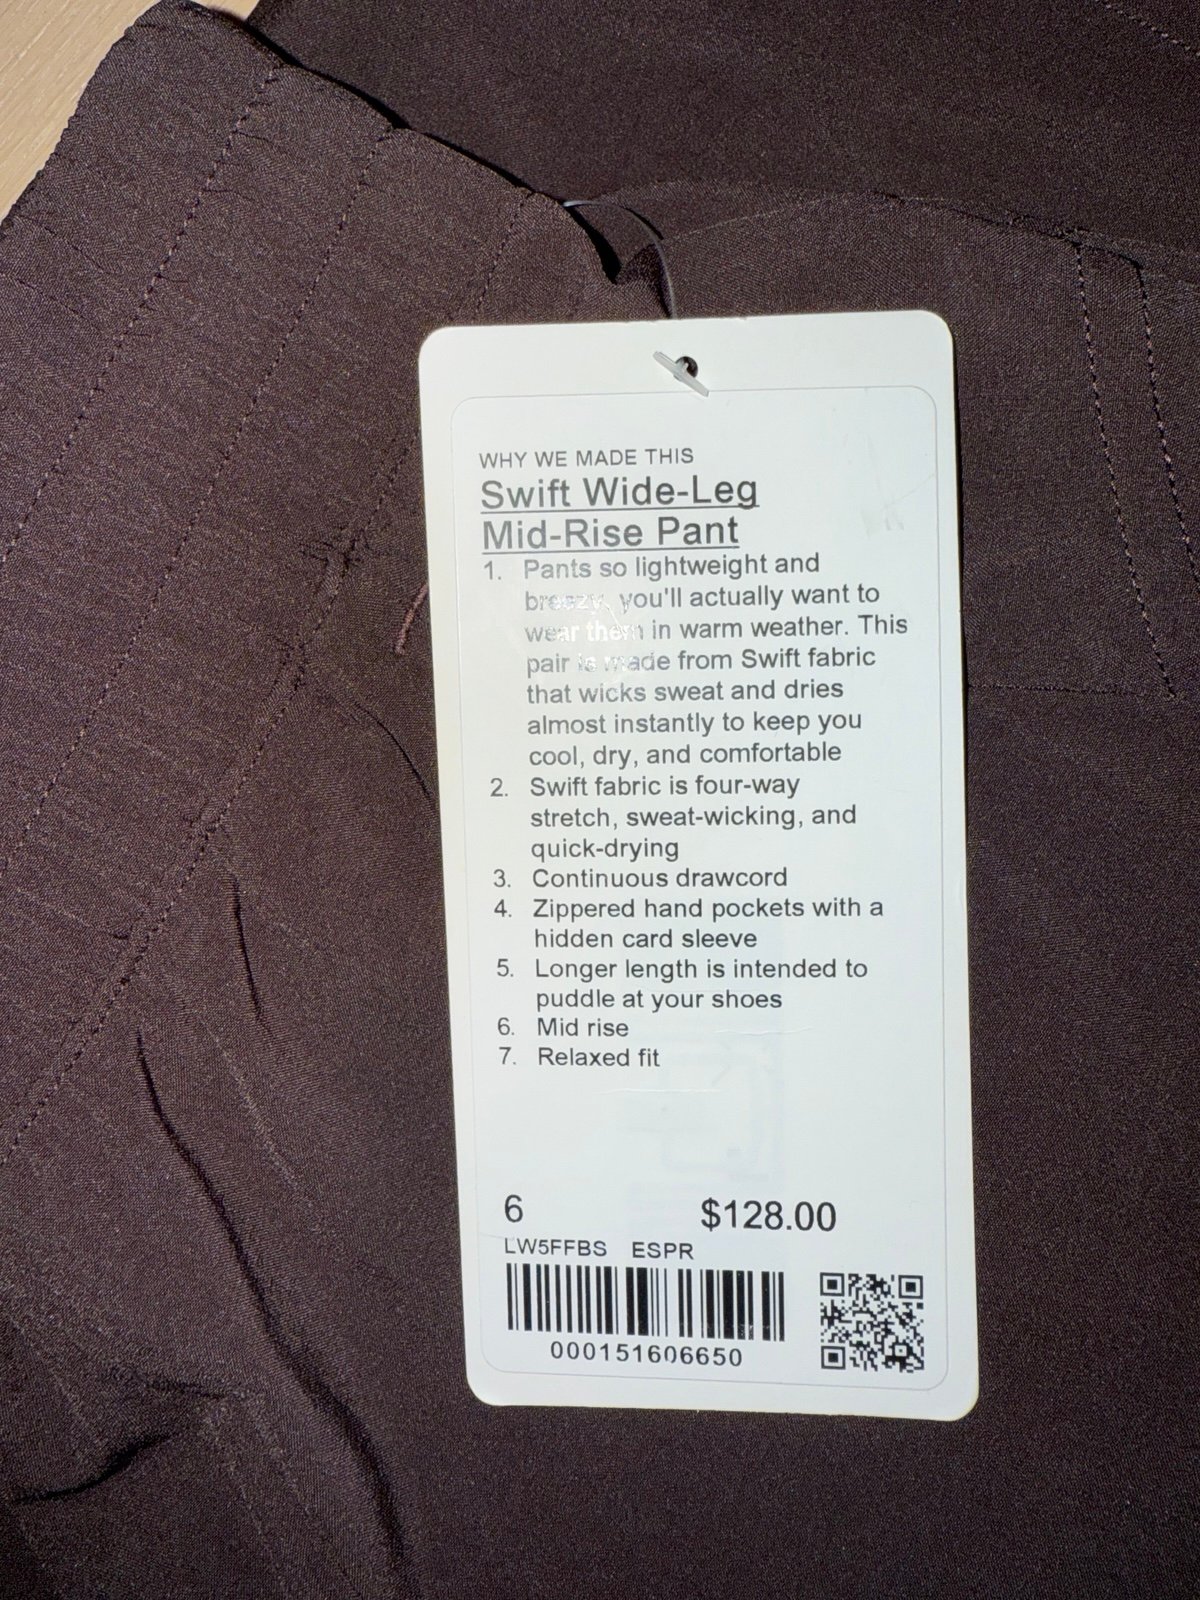 WHY WE MADE THIS
Swift Wide-Leg
Mid-Rise Pant
1. Pants so lightweight and
breezy, you'll actually want to
wear them in warm weather. This
pair is made from Swift fabric
that wicks sweat and dries
almost instantly to keep you
cool, dry, and comfortable
2. Swift fabric is four-way
stretch, sweat-wicking, and
quick-drying
3. Continuous drawcord
4. Zippered hand pockets with a
hidden card sleeve
5. Longer length is intended to
puddle at your shoes
6. Mid rise
7. Relaxed fit
6 $128.00
LW5FFBS ESPR
000151606650